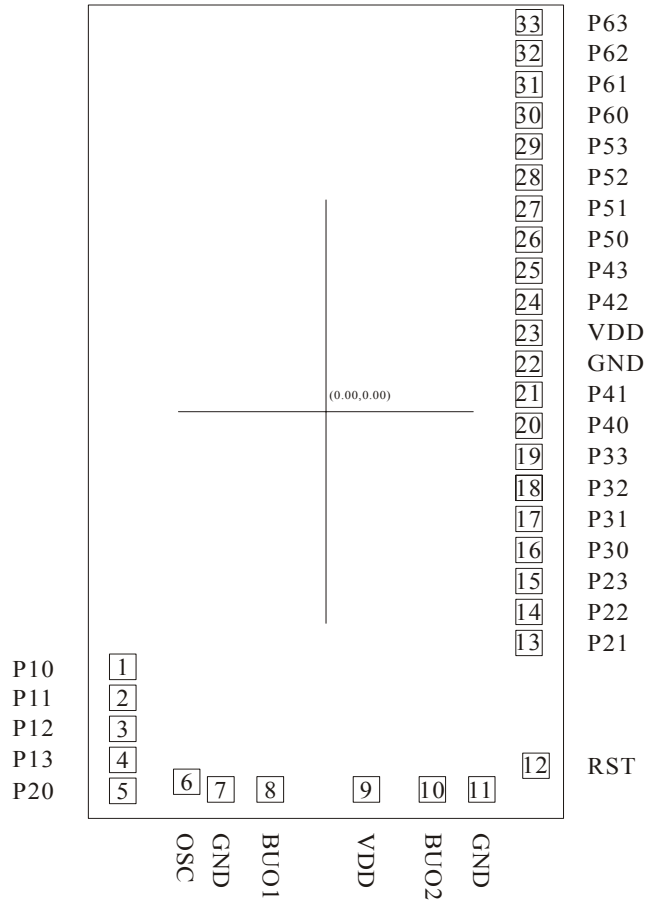 33 P63
32 P62
31 P61
30 P60
29 P53
28 P52
27 P51
26 P50
25 P43
24 P42
23 VDD
22 GND
(0.00,0.00)
21 P41
20 P40
19 P33
18 P32
17 P31
16 P30
15 P23
14 P22
13 P21
P10 1
P11 2
P12 3
P13 4
P20 5
6 7 8 9 10 11
12 RST
OSC
GND
BUO1
VDD
BUO2
GND